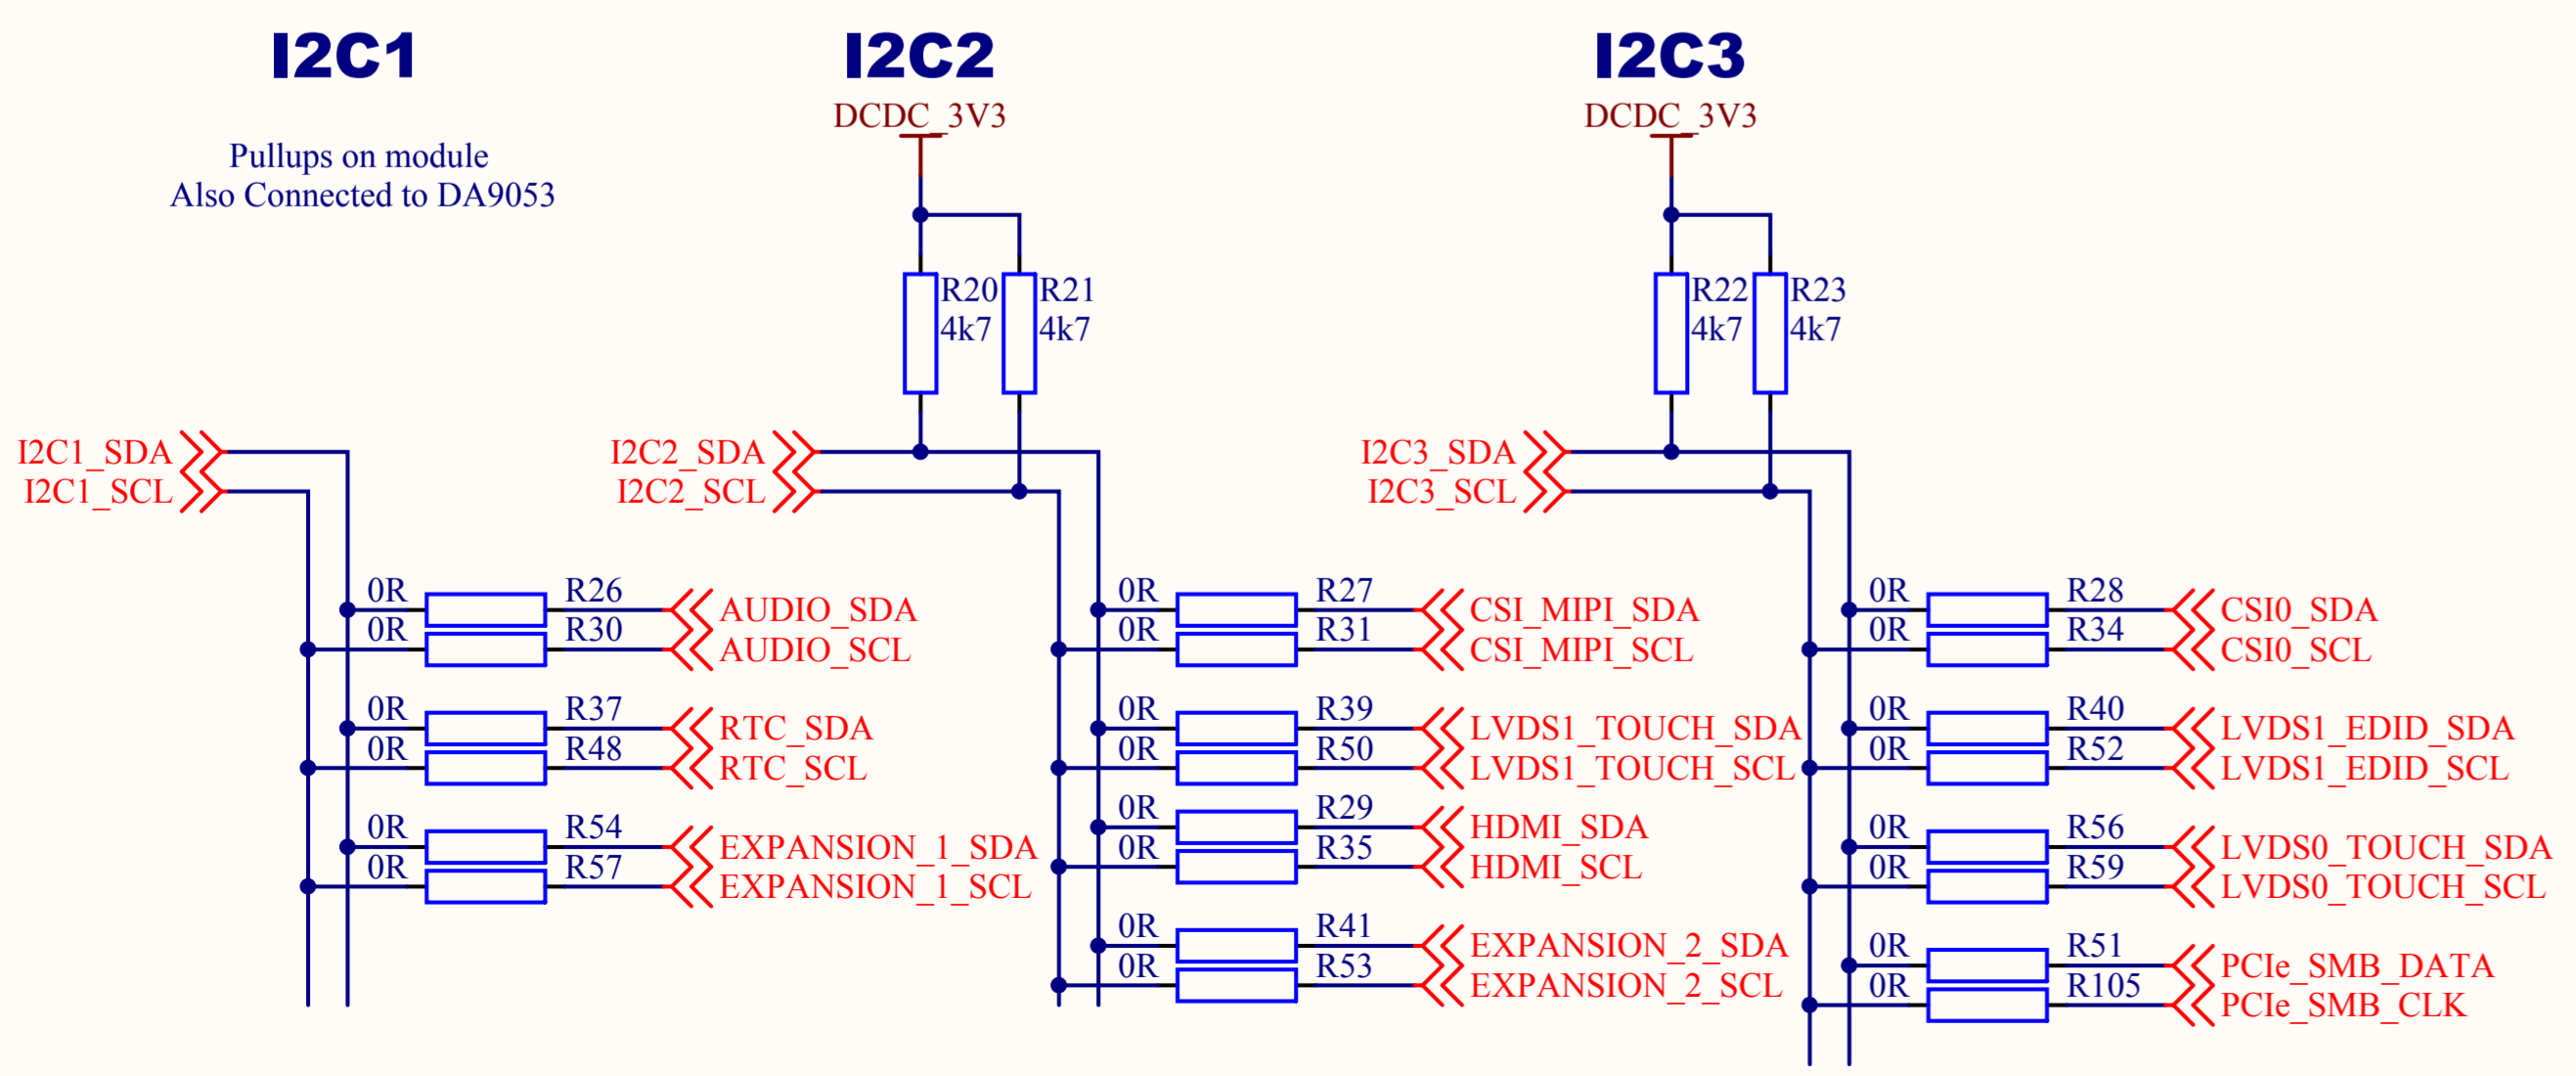 I2C1
Pullups on module
Also Connected to DA9053
I2C1_SDA
I2C1_SCL
0R R26 AUDIO_SDA
0R R30 AUDIO_SCL
0R R37 RTC_SDA
0R R48 RTC_SCL
0R R54 EXPANSION_1_SDA
0R R57 EXPANSION_1_SCL
I2C2
DCDC_3V3
R20 R21
4k7 4k7
I2C2_SDA
I2C2_SCL
0R R27 CSI_MIPI_SDA
0R R31 CSI_MIPI_SCL
0R R39 LVDS1_TOUCH_SDA
0R R50 LVDS1_TOUCH_SCL
0R R29 HDMI_SDA
0R R35 HDMI_SCL
0R R41 EXPANSION_2_SDA
0R R53 EXPANSION_2_SCL
I2C3
DCDC_3V3
R22 R23
4k7 4k7
I2C3_SDA
I2C3_SCL
0R R28 CSI0_SDA
0R R34 CSI0_SCL
0R R40 LVDS1_EDID_SDA
0R R52 LVDS1_EDID_SCL
0R R56 LVDS0_TOUCH_SDA
0R R59 LVDS0_TOUCH_SCL
0R R51 PCIe_SMB_DATA
0R R105 PCIe_SMB_CLK